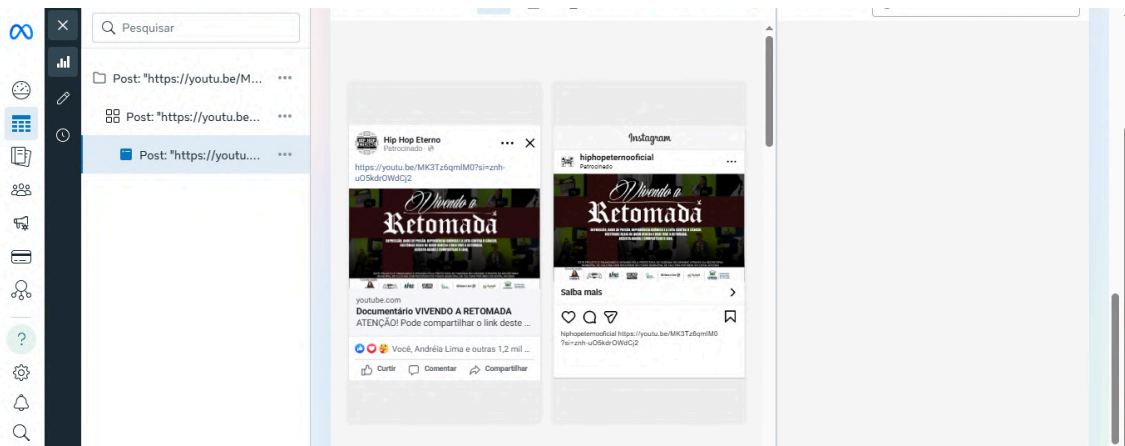 Pesquisar
Post: "https://youtu.be/M...
Post: "https://youtu.be...
Post: "https://youtu....
Hip Hop Eterno
Patrocinado
https://youtu.be/MK3Tz6qmlM0?si=znh-
uO5kdrOWdCj2
Vivendo a
Retomada
youtube.com
Documentário VIVENDO A RETOMADA
ATENÇÃO! Pode compartilhar o link deste ...
Você, Andréia Lima e outras 1,2 mil ...
Curtir Comentar Compartilhar
Instagram
hiphopeternooficial
Patrocinado
Vivendo a
Retomada
Saiba mais
hiphopeternooficial https://youtu.be/MK3Tz6qmlM0
?si=znh-uO5kdrOWdCj2